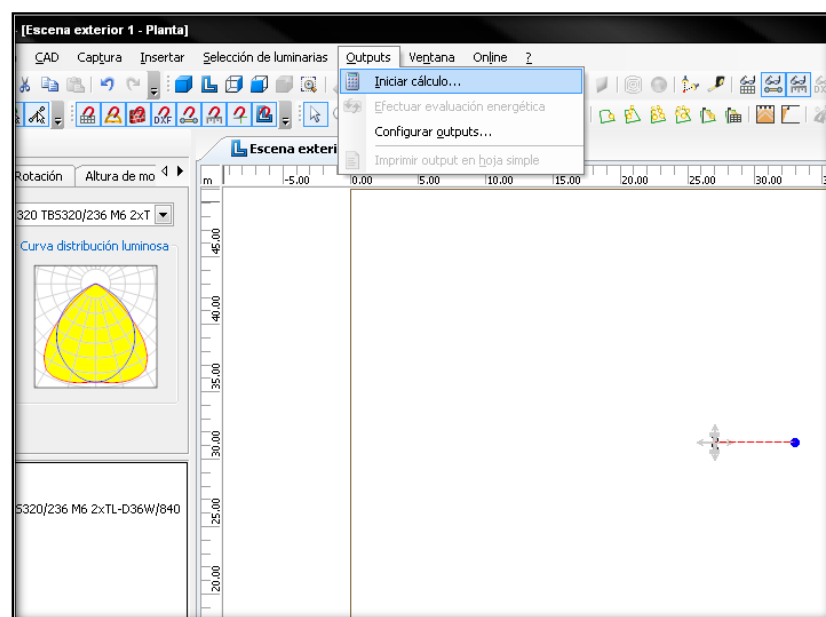 [Escena exterior 1 - Planta]
CAD Captura Insertar Selección de luminarias Outputs Ventana Online ?
Iniciar cálculo...
Efectuar evaluación energética
Configurar outputs...
Imprimir output en hoja simple
DXF
Escena exteri
Rotación Altura de mo
m -5.00 0.00 5.00 10.00 15.00 20.00 25.00 30.00
320 TBS320/236 M6 2xT
Curva distribución luminosa
45.00
40.00
35.00
30.00
25.00
20.00
S320/236 M6 2xTL-D36W/840